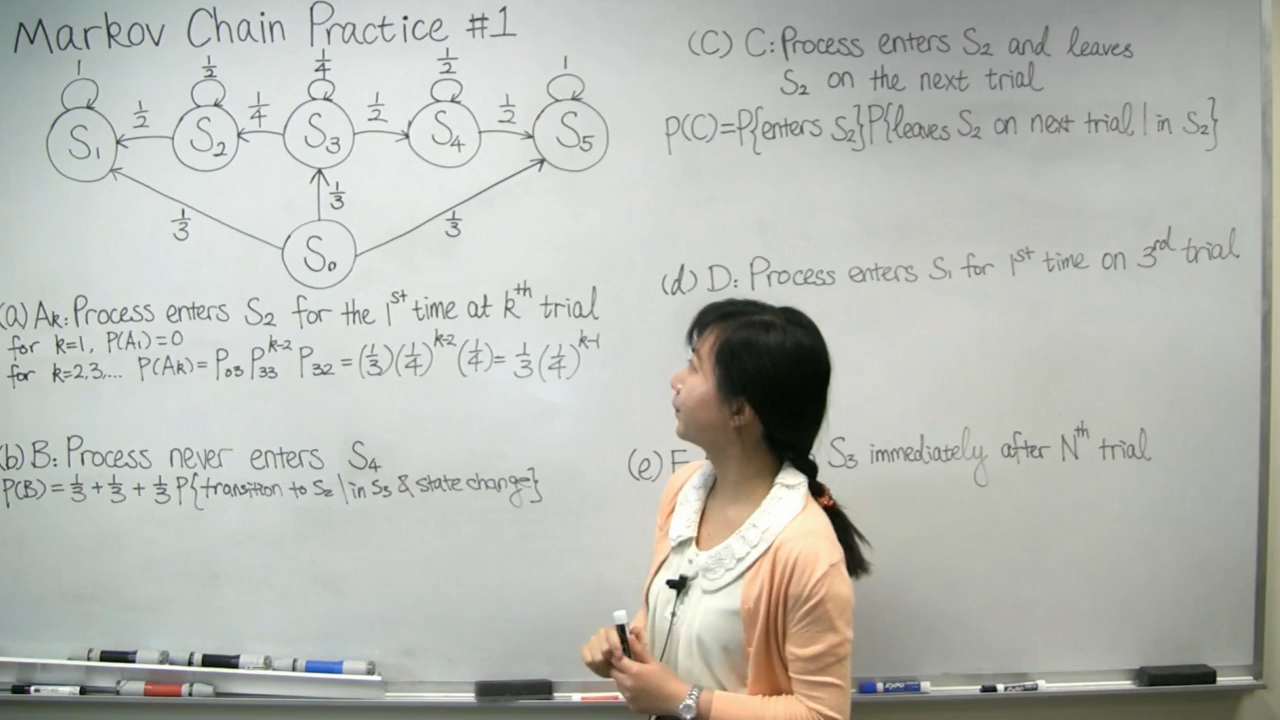 Markov Chain Practice #1
1 1/2 1/4 1/2 1
S₁ 1/2 S₂ 1/4 S₃ 1/2 S₄ 1/2 S₅
1/3 1/3 1/3
S₀
(a) Aₖ: Process enters S₂ for the 1ˢᵗ time at kᵗʰ trial
for k=1, P(A₁)=0
for k=2,3,... P(Aₖ)= P₀₃ P₃₃^(k-2) P₃₂ = (1/3)(1/4)^(k-2) (1/4) = 1/3 (1/4)^(k-1)
(b) B: Process never enters S₄
P(B) = 1/3 + 1/3 + 1/3 P{transition to S₂ | in S₃ & state change}
(C) C: Process enters S₂ and leaves
S₂ on the next trial
P(C)=P{enters S₂}P{leaves S₂ on next trial | in S₂}
(d) D: Process enters S₁ for 1ˢᵗ time on 3ʳᵈ trial
(e) S₃ immediately after Nᵗʰ trial